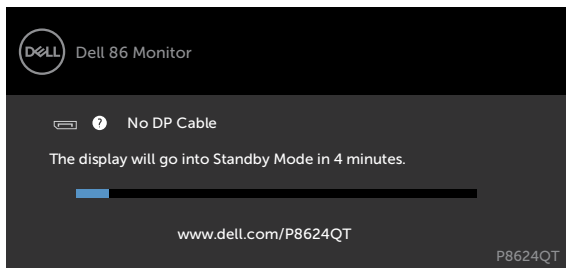 DELL
Dell 86 Monitor
? No DP Cable
The display will go into Standby Mode in 4 minutes.
www.dell.com/P8624QT
P8624QT